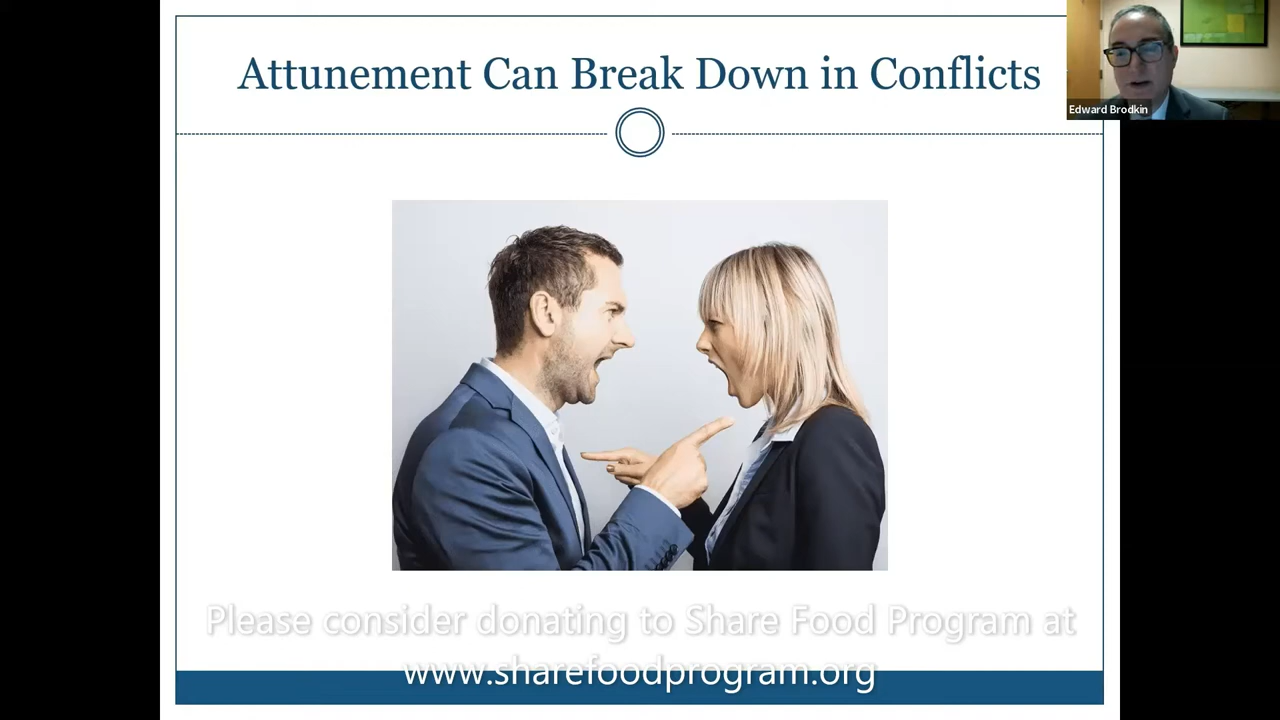 Attunement Can Break Down in Conflicts
Edward Brodkin
Please consider donating to Share Food Program at
www.sharefoodprogram.org